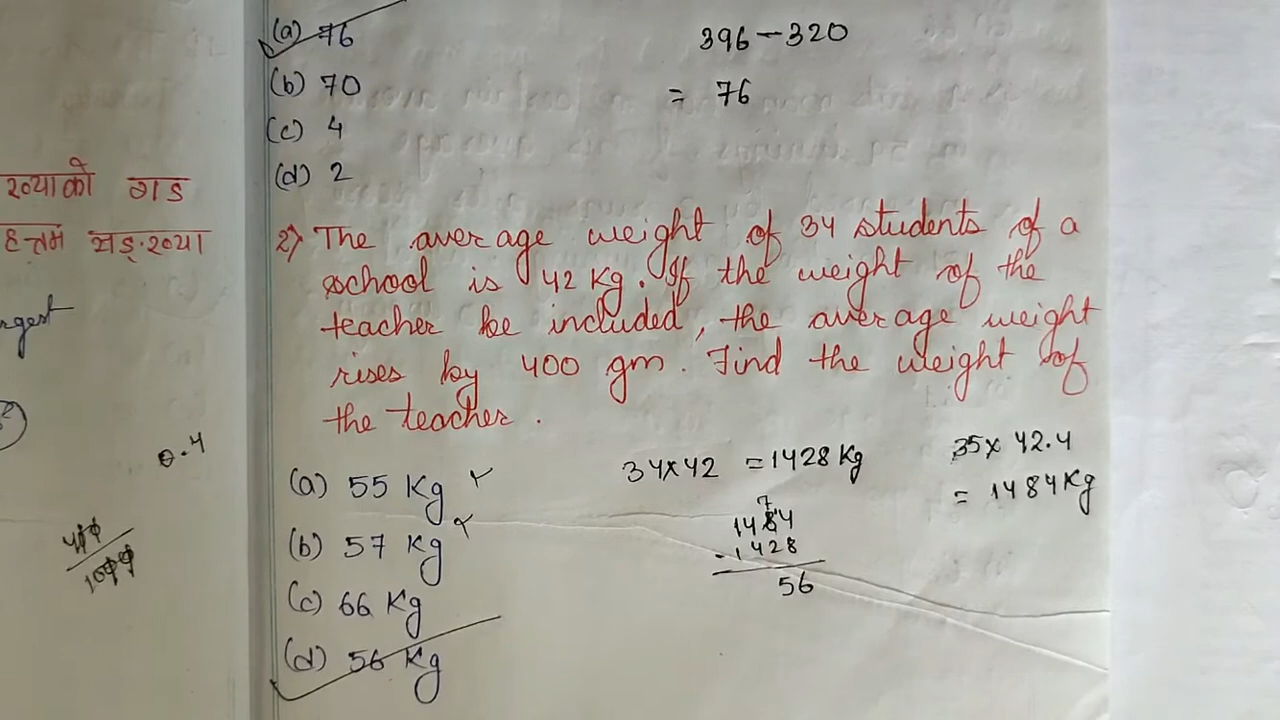 (a) 76
396-320
(b) 70
= 76
(c) 4
(d) 2
2) The average weight of 34 students of a
school is 42 Kg. If the weight of the
teacher be included, the average weight
rises by 400 gm. Find the weight of
the teacher.
(a) 55 Kg
(b) 57 Kg
(c) 66 Kg
(d) 56 Kg
34x42 = 1428 Kg
35x 42.4
= 1484 Kg
7
1484
-1428
56
0.4
400
1000